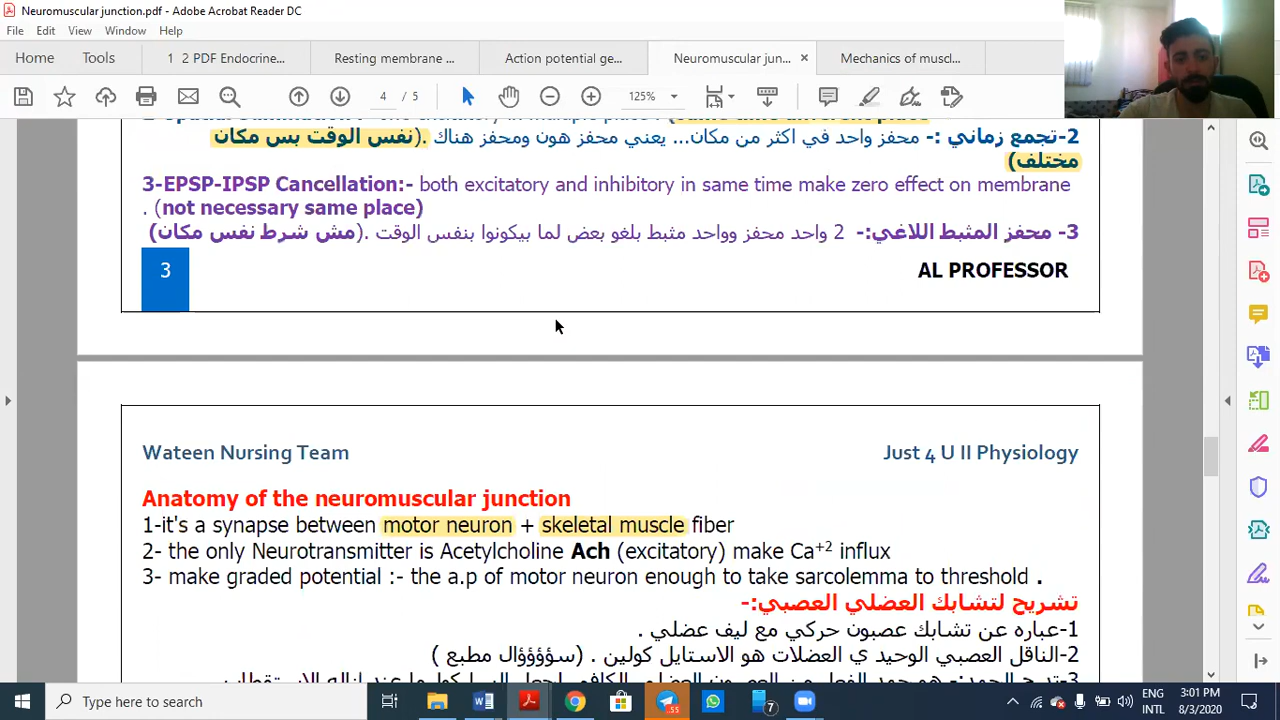 Neuromuscular junction.pdf - Adobe Acrobat Reader DC
File Edit View Window Help
Home Tools 1 2 PDF Endocrine... Resting membrane ... Action potential ge... Neuromuscular jun... × Mechanics of muscl...
4 / 5 125%
2-تجمع زماني :- محفز واحد في اكثر من مكان... يعني محفز هون ومحفز هناك .(نفس الوقت بس مكان
مختلف)
3-EPSP-IPSP Cancellation:- both excitatory and inhibitory in same time make zero effect on membrane
. (not necessary same place)
3- محفز المثبط اللاغي:- 2 واحد محفز وواحد مثبط بلغو بعض لما بيكونوا بنفس الوقت .(مش شرط نفس مكان)
3 AL PROFESSOR
Wateen Nursing Team Just 4 U II Physiology
Anatomy of the neuromuscular junction
1-it's a synapse between motor neuron + skeletal muscle fiber
2- the only Neurotransmitter is Acetylcholine Ach (excitatory) make Ca+2 influx
3- make graded potential :- the a.p of motor neuron enough to take sarcolemma to threshold .
تشريح لتشابك العضلي العصبي:-
1-عباره عن تشابك عصبون حركي مع ليف عضلي .
2-الناقل العصبي الوحيد ي العضلات هو الاستايل كولين . (سؤؤؤؤال مطبع )
Type here to search 55 7 ENG INTL 3:01 PM 8/3/2020